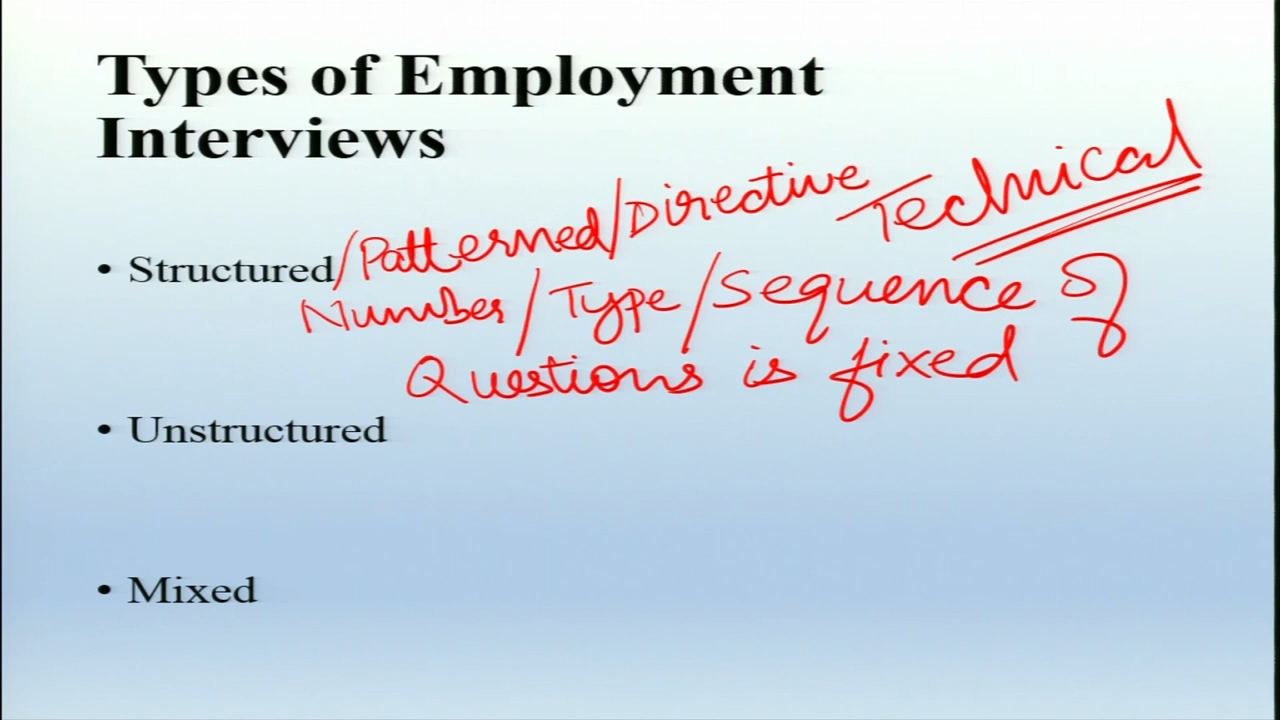 Types of Employment
Interviews
• Structured/Patterned/Directive Technical
Number/Type/Sequence of
Questions is fixed
• Unstructured
• Mixed